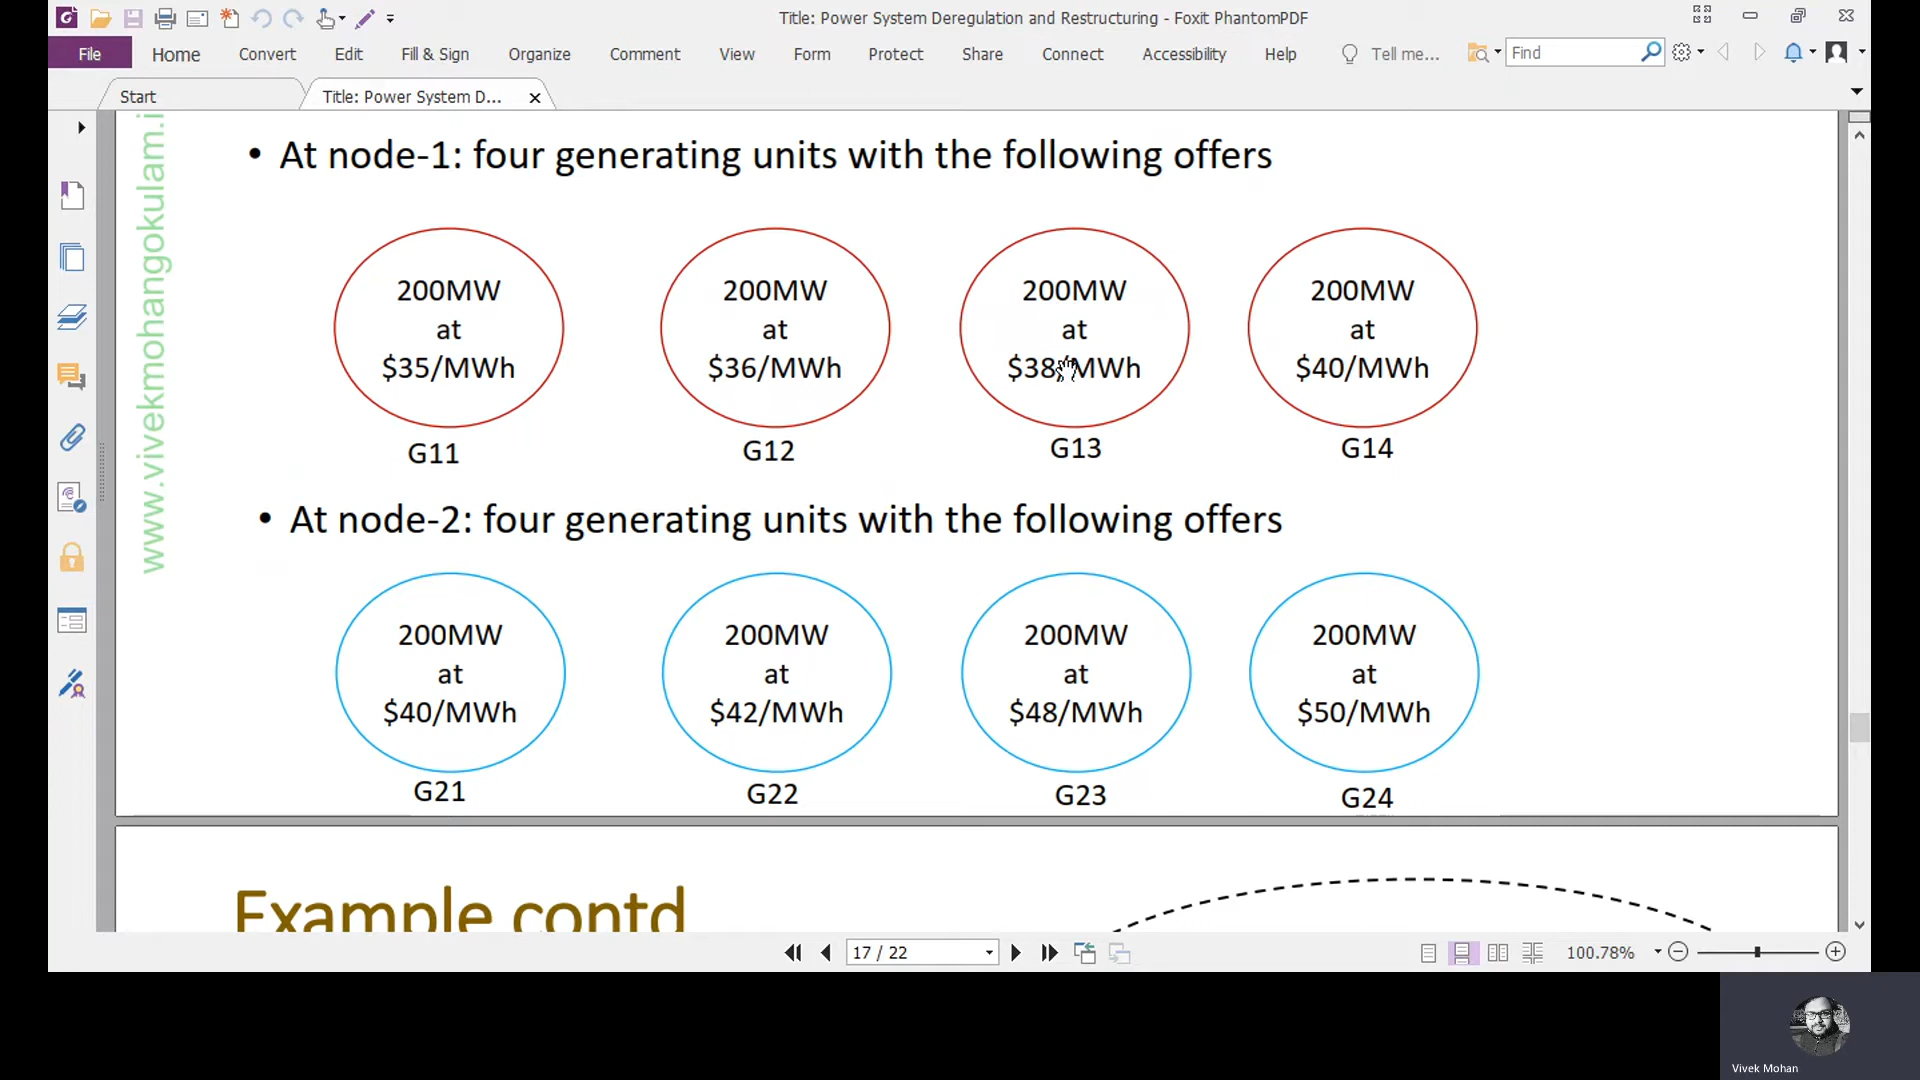 Title: Power System Deregulation and Restructuring - Foxit PhantomPDF
File Home Convert Edit Fill & Sign Organize Comment View Form Protect Share Connect Accessibility Help Tell me... Find
Start Title: Power System D...
www.vivekmohangokulam.i
• At node-1: four generating units with the following offers
200MW 200MW 200MW 200MW
at at at at
$35/MWh $36/MWh $38/MWh $40/MWh
G11 G12 G13 G14
• At node-2: four generating units with the following offers
200MW 200MW 200MW 200MW
at at at at
$40/MWh $42/MWh $48/MWh $50/MWh
G21 G22 G23 G24
Example contd
17 / 22 100.78%
Vivek Mohan